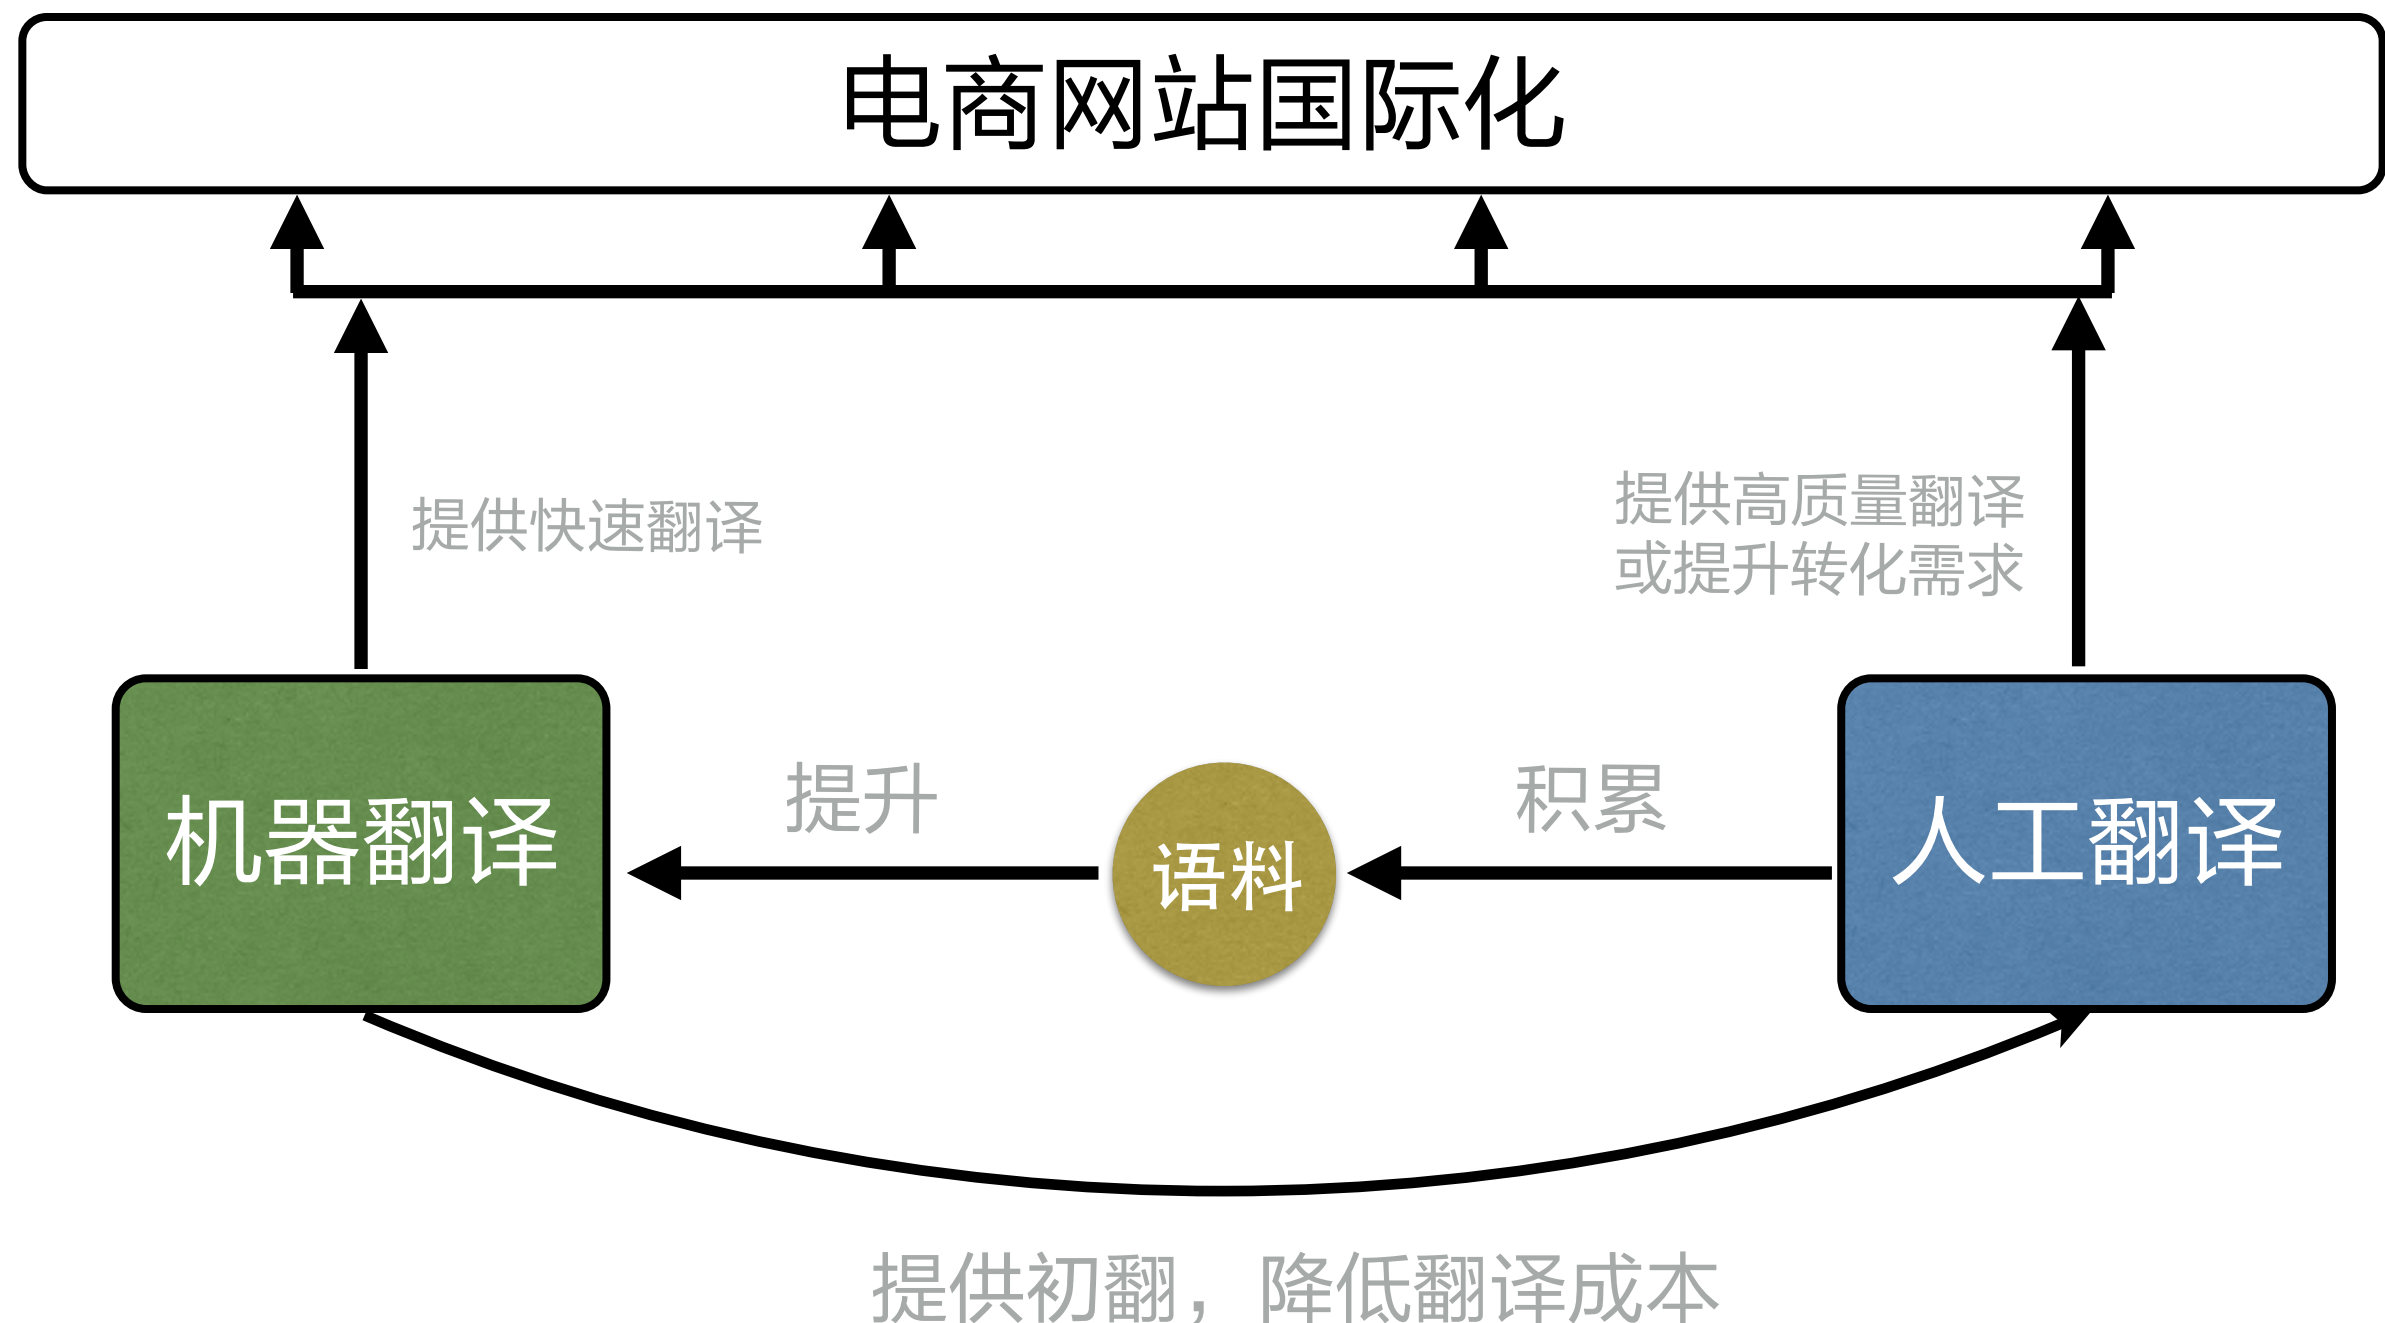 电商网站国际化
提供快速翻译
提供高质量翻译
或提升转化需求
机器翻译
提升
语料
积累
人工翻译
提供初翻，降低翻译成本